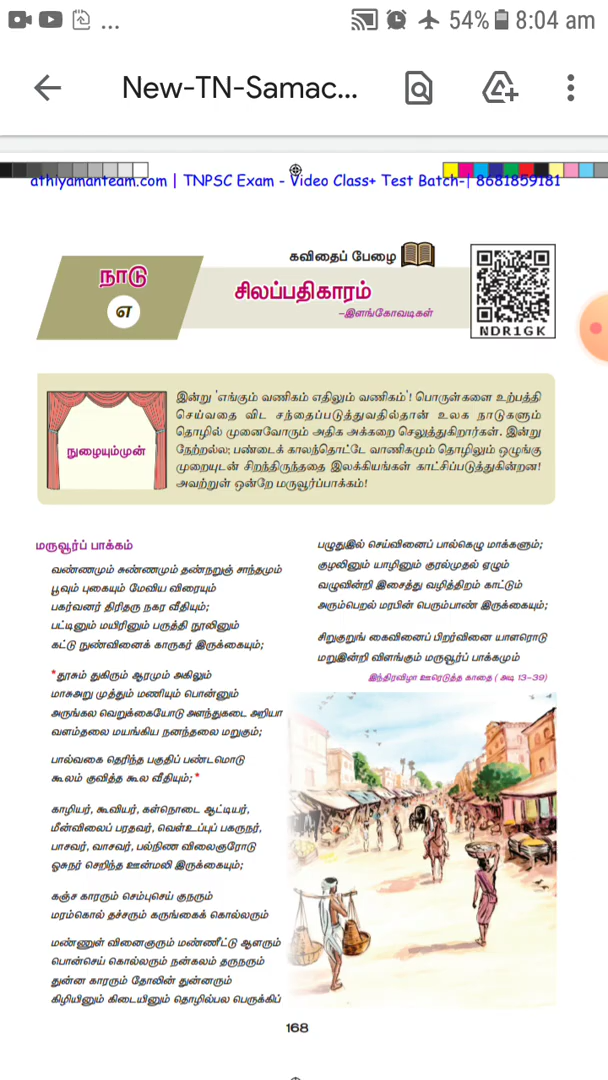 ... 54% 8:04 am
New-TN-Samac...
athiyamanteam.com | TNPSC Exam - Video Class+ Test Batch-| 8681859181
கவிதைப் பேழை
நாடு
எ
சிலப்பதிகாரம்
-இளங்கோவடிகள்
NDR1GK
நுழையும்முன்
இன்று 'எங்கும் வணிகம் எதிலும் வணிகம்'! பொருள்களை உற்பத்தி
செய்வதை விட சந்தைப்படுத்துவதில்தான் உலக நாடுகளும்
தொழில் முனைவோரும் அதிக அக்கறை செலுத்துகிறார்கள். இன்று
நேற்றல்ல; பண்டைக் காலந்தொட்டே வாணிகமும் தொழிலும் ஒழுங்கு
முறையுடன் சிறந்திருந்ததை இலக்கியங்கள் காட்சிப்படுத்துகின்றன!
அவற்றுள் ஒன்றே மருவூர்ப்பாக்கம்!
மருவூர்ப் பாக்கம்
வண்ணமும் சுண்ணமும் தண்நறுஞ் சாந்தமும்
பூவும் புகையும் மேவிய விரையும்
பகர்வனர் திரிதரு நகர வீதியும்;
பட்டினும் மயிரினும் பருத்தி நூலினும்
கட்டு நுண்வினைக் காருகர் இருக்கையும்;
*தூசும் துகிரும் ஆரமும் அகிலும்
மாசுஅறு முத்தும் மணியும் பொன்னும்
அருங்கல வெறுக்கையோடு அளந்துகடை அறியா
வளம்தலை மயங்கிய நனந்தலை மறுகும்;
பால்வகை தெரிந்த பகுதிப் பண்டமொடு
கூலம் குவித்த கூல வீதியும்;*
காழியர், கூவியர், கள்நொடை ஆட்டியர்,
மீன்விலைப் பரதவர், வெள்உப்புப் பகருநர்,
பாசவர், வாசவர், பல்நிண விலைஞரோடு
ஓசுநர் செறிந்த ஊன்மலி இருக்கையும்;
கஞ்ச காரரும் செம்புசெய் குநரும்
மரம்கொல் தச்சரும் கருங்கைக் கொல்லரும்
மண்ணுள் வினைஞரும் மண்ணீட்டு ஆளரும்
பொன்செய் கொல்லரும் நன்கலம் தருநரும்
துன்ன காரரும் தோலின் துன்னரும்
கிழியினும் கிடையினும் தொழில்பல பெருக்கிப்
பழுதுஇல் செய்வினைப் பால்கெழு மாக்களும்;
குழலினும் யாழினும் குரல்முதல் ஏழும்
வழுவின்றி இசைத்து வழித்திறம் காட்டும்
அரும்பெறல் மரபின் பெரும்பாண் இருக்கையும்;
சிறுகுறுங் கைவினைப் பிறர்வினை யாளரொடு
மறுஇன்றி விளங்கும் மருவூர்ப் பாக்கமும்
இந்திரவிழா ஊரெடுத்த காதை ( அடி 13-39)
168